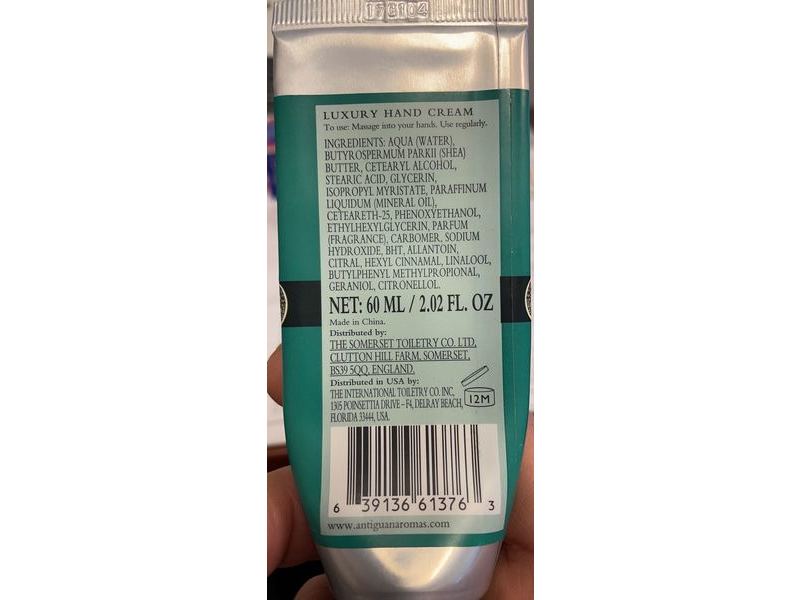 178104
LUXURY HAND CREAM
To use: Massage into your hands. Use regularly.
INGREDIENTS: AQUA (WATER),
BUTYROSPERMUM PARKII (SHEA)
BUTTER, CETEARYL ALCOHOL,
STEARIC ACID, GLYCERIN,
ISOPROPYL MYRISTATE, PARAFFINUM
LIQUIDUM (MINERAL OIL),
CETEARETH-25, PHENOXYETHANOL,
ETHYLHEXYLGLYCERIN, PARFUM
(FRAGRANCE), CARBOMER, SODIUM
HYDROXIDE, BHT, ALLANTOIN,
CITRAL, HEXYL CINNAMAL, LINALOOL,
BUTYLPHENYL METHYLPROPIONAL,
GERANIOL, CITRONELLOL.
NET: 60 ML / 2.02 FL. OZ
Made in China.
Distributed by:
THE SOMERSET TOILETRY CO. LTD,
CLUTTON HILL FARM, SOMERSET,
BS39 5QQ, ENGLAND.
Distributed in USA by:
THE INTERNATIONAL TOILETRY CO. INC,
1305 POINSETTIA DRIVE – F4, DELRAY BEACH,
FLORIDA 33444, USA.
12M
6 39136 61376 3
www.antiguanaromas.com